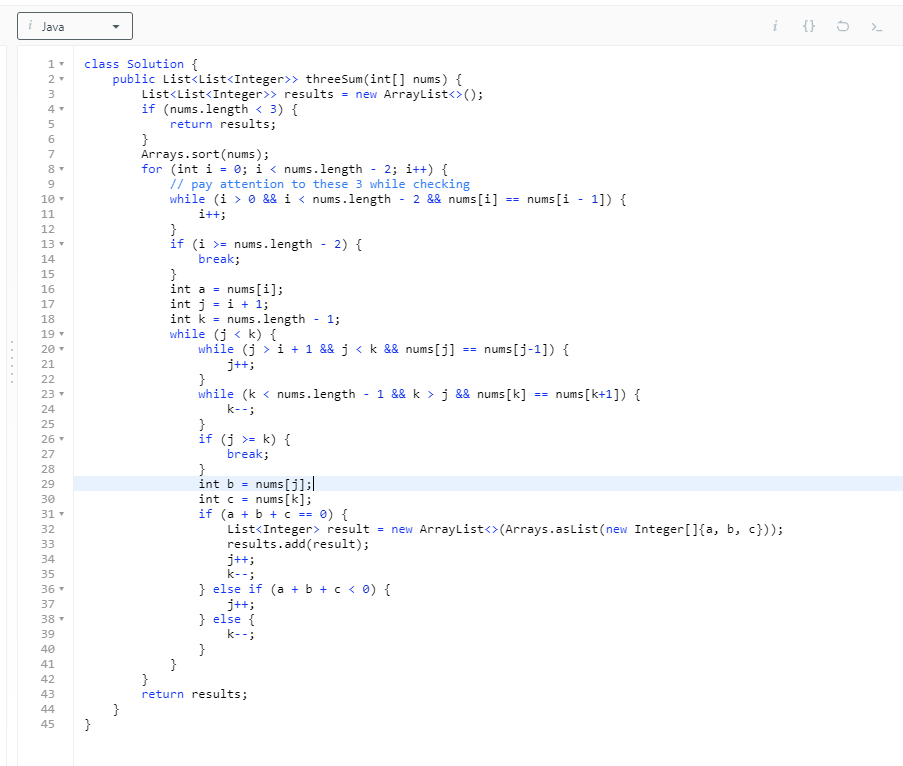 i Java
i {} >_
1 class Solution {
2 public List<List<Integer>> threeSum(int[] nums) {
3 List<List<Integer>> results = new ArrayList<>();
4 if (nums.length < 3) {
5 return results;
6 }
7 Arrays.sort(nums);
8 for (int i = 0; i < nums.length - 2; i++) {
9 // pay attention to these 3 while checking
10 while (i > 0 && i < nums.length - 2 && nums[i] == nums[i - 1]) {
11 i++;
12 }
13 if (i >= nums.length - 2) {
14 break;
15 }
16 int a = nums[i];
17 int j = i + 1;
18 int k = nums.length - 1;
19 while (j < k) {
20 while (j > i + 1 && j < k && nums[j] == nums[j-1]) {
21 j++;
22 }
23 while (k < nums.length - 1 && k > j && nums[k] == nums[k+1]) {
24 k--;
25 }
26 if (j >= k) {
27 break;
28 }
29 int b = nums[j];
30 int c = nums[k];
31 if (a + b + c == 0) {
32 List<Integer> result = new ArrayList<>(Arrays.asList(new Integer[]{a, b, c}));
33 results.add(result);
34 j++;
35 k--;
36 } else if (a + b + c < 0) {
37 j++;
38 } else {
39 k--;
40 }
41 }
42 }
43 return results;
44 }
45 }